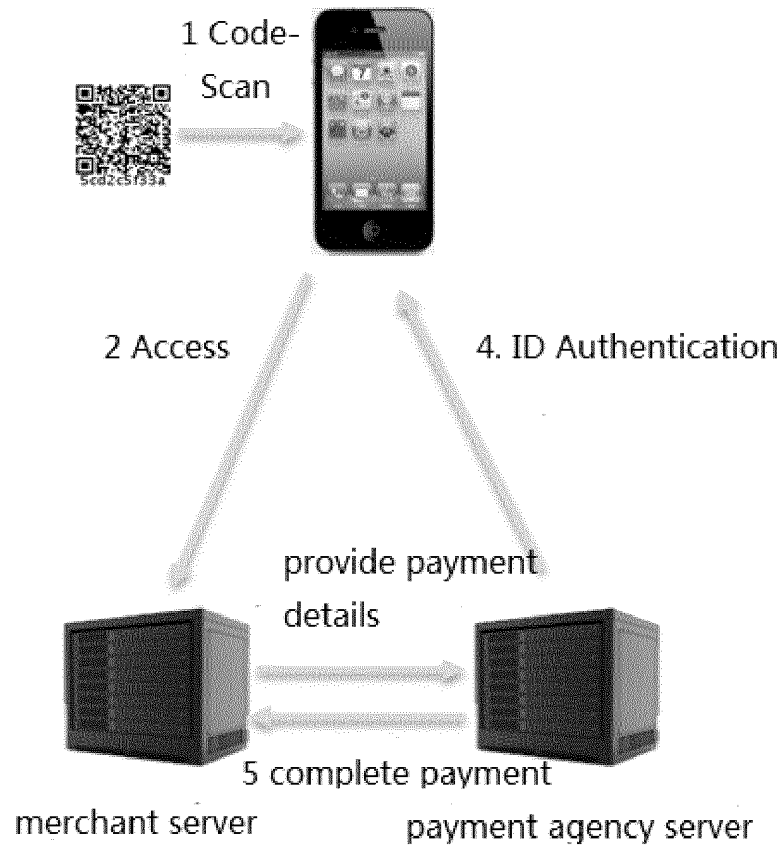 1 Code-
Scan
5cd2c5f33a
2 Access
4. ID Authentication
provide payment
details
5 complete payment
merchant server
payment agency server